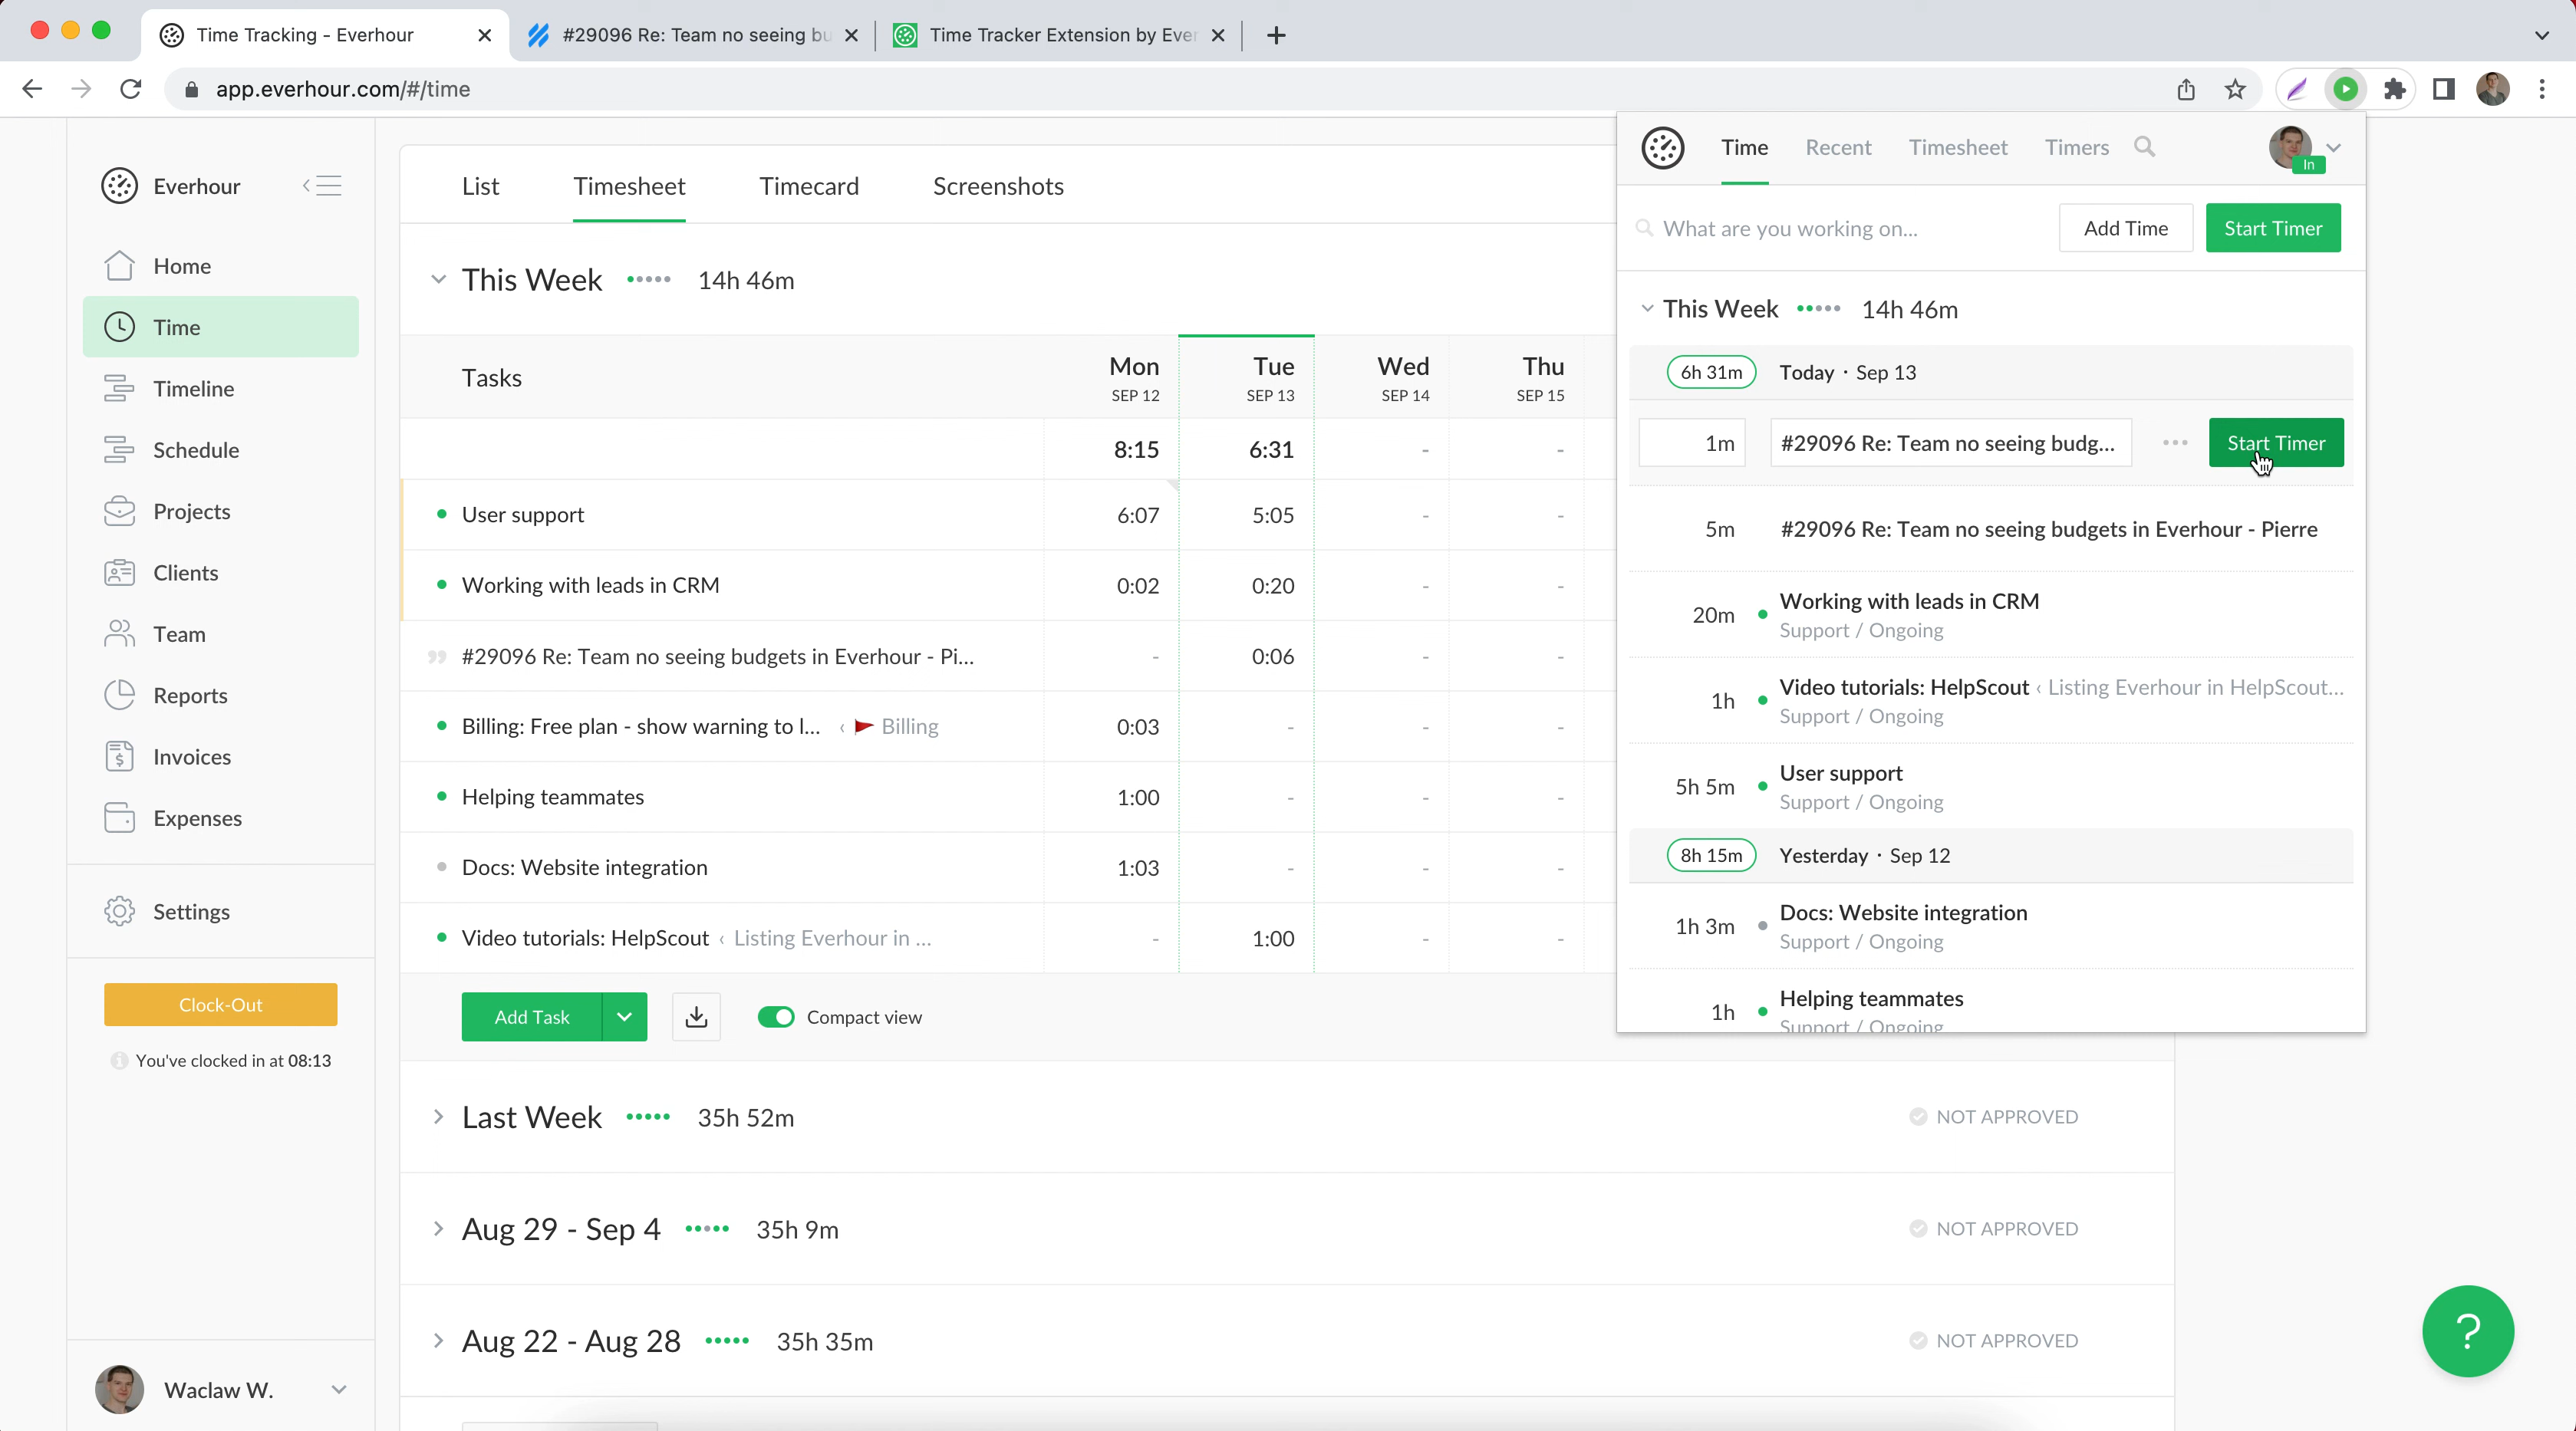 Time Tracking - Everhour
#29096 Re: Team no seeing bu
Time Tracker Extension by Ever
app.everhour.com/#/time
Everhour
Home
Time
Timeline
Schedule
Projects
Clients
Team
Reports
Invoices
Expenses
Settings
Clock-Out
You've clocked in at 08:13
Waclaw W.
List Timesheet Timecard Screenshots
This Week 14h 46m
Tasks Mon Tue Wed Thu
SEP 12 SEP 13 SEP 14 SEP 15
8:15 6:31 - -
User support 6:07 5:05 - -
Working with leads in CRM 0:02 0:20 - -
#29096 Re: Team no seeing budgets in Everhour - Pi... - 0:06 - -
Billing: Free plan - show warning to l... ‹ Billing 0:03 - - -
Helping teammates 1:00 - - -
Docs: Website integration 1:03 - - -
Video tutorials: HelpScout ‹ Listing Everhour in ... - 1:00 - -
Add Task Compact view
Last Week 35h 52m NOT APPROVED
Aug 29 - Sep 4 35h 9m NOT APPROVED
Aug 22 - Aug 28 35h 35m NOT APPROVED
Time Recent Timesheet Timers
In
What are you working on... Add Time Start Timer
This Week 14h 46m
6h 31m Today · Sep 13
1m #29096 Re: Team no seeing budg... Start Timer
5m #29096 Re: Team no seeing budgets in Everhour - Pierre
20m Working with leads in CRM
Support / Ongoing
1h Video tutorials: HelpScout ‹ Listing Everhour in HelpScout...
Support / Ongoing
5h 5m User support
Support / Ongoing
8h 15m Yesterday · Sep 12
1h 3m Docs: Website integration
Support / Ongoing
1h Helping teammates
Support / Ongoing
?